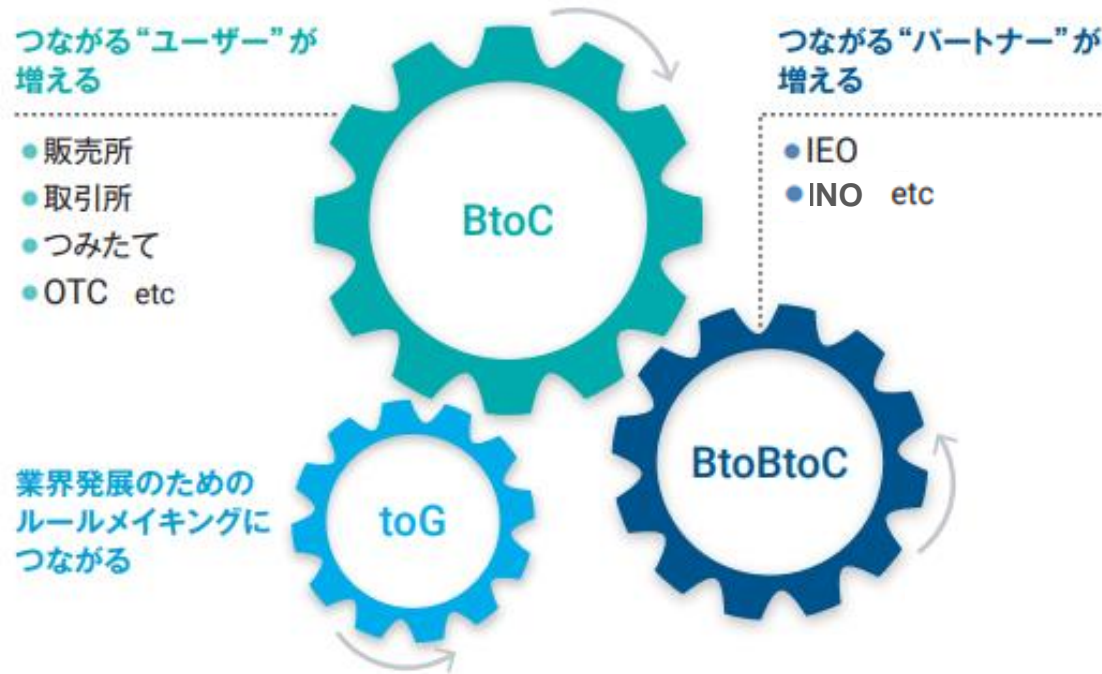 つながる“ユーザー”が
増える
●販売所
●取引所
●つみたて
●OTC etc
BtoC
つながる“パートナー”が
増える
●IEO
●INO etc
BtoBtoC
業界発展のための
ルールメイキングに
つながる
toG